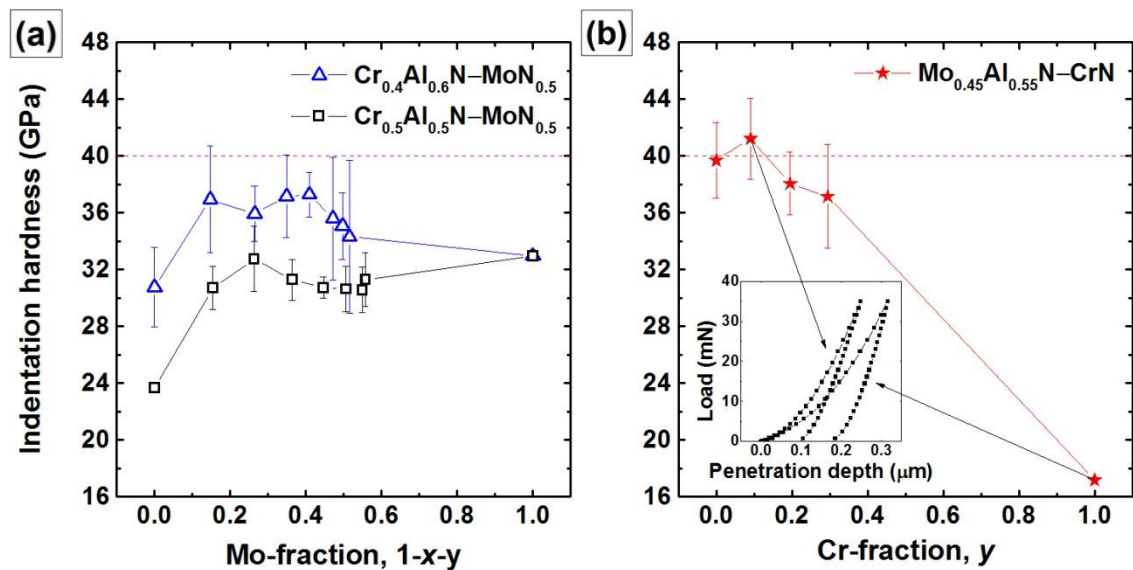 (a)
48
44
40
36
32
28
24
20
16
Indentation hardness (GPa)
Cr0.4Al0.6N–MoN0.5
Cr0.5Al0.5N–MoN0.5
0.0 0.2 0.4 0.6 0.8 1.0
Mo-fraction, 1-x-y
(b)
48
44
40
36
32
28
24
20
16
Mo0.45Al0.55N–CrN
40
30
20
10
0
Load (mN)
0.0 0.1 0.2 0.3
Penetration depth (μm)
0.0 0.2 0.4 0.6 0.8 1.0
Cr-fraction, y